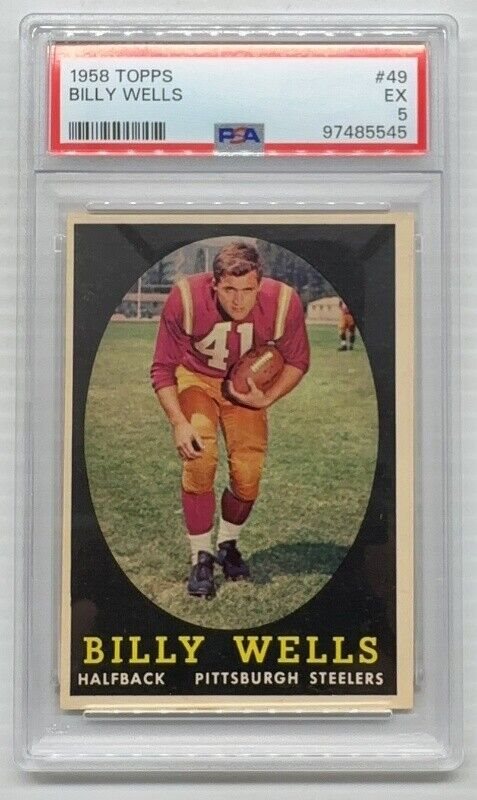 1958 TOPPS #49
BILLY WELLS EX
5
PSA 97485545
41
BILLY WELLS
HALFBACK PITTSBURGH STEELERS